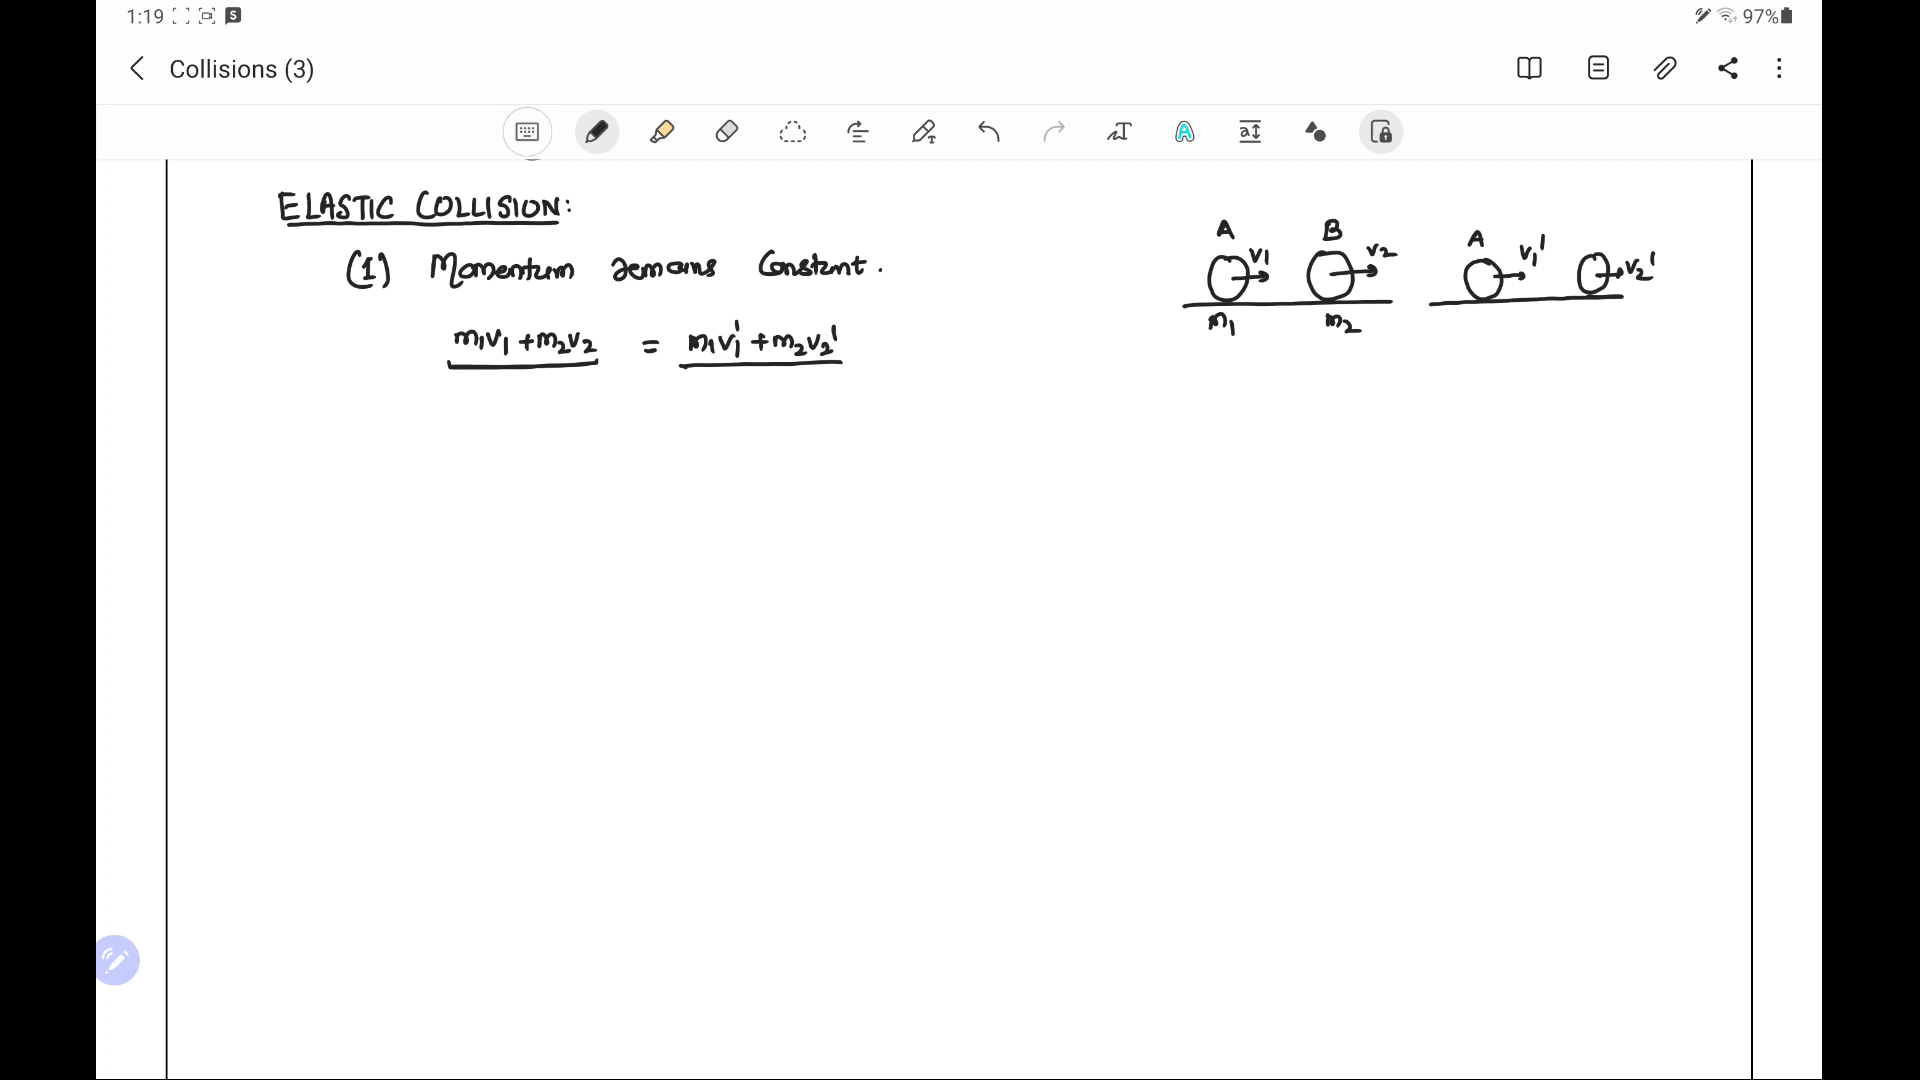 1:19 S 97%
Collisions (3)
ELASTIC COLLISION:
(1) Momentum remains Constant.
m₁v₁ + m₂v₂ = m₁v₁' + m₂v₂'
A B A
v₁ v₂ v₁' v₂'
m₁ m₂